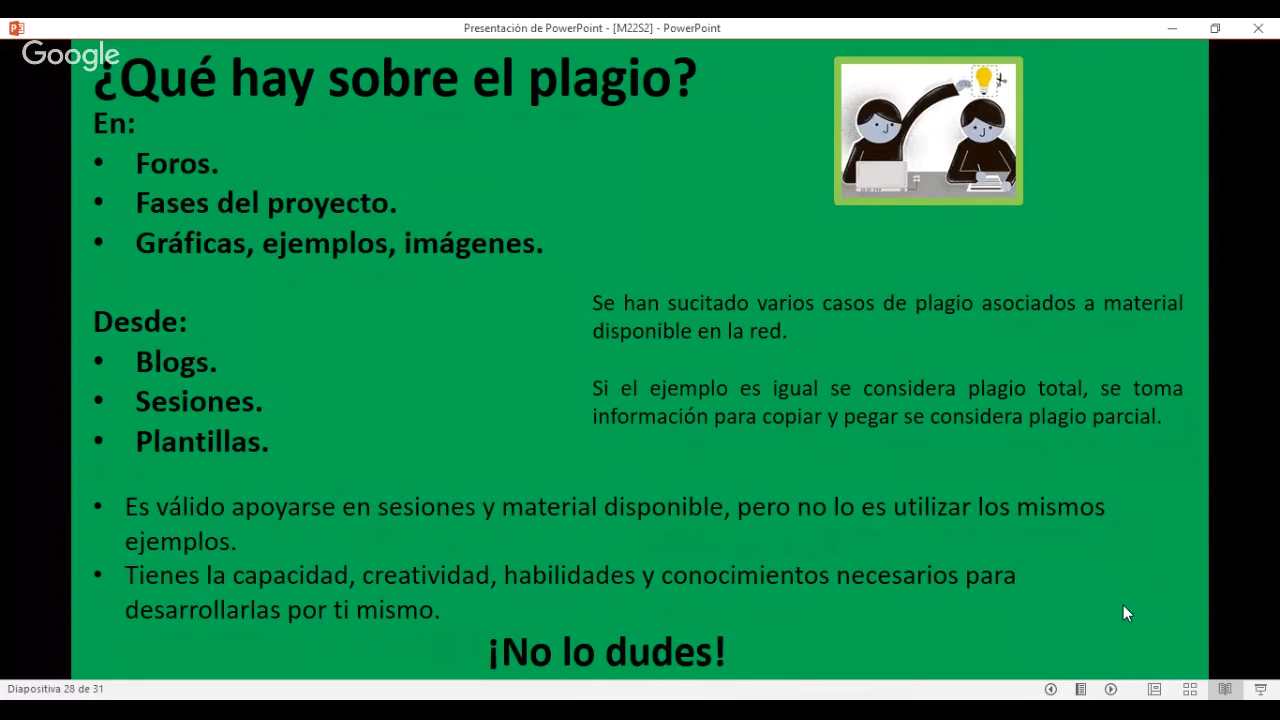 Presentación de PowerPoint - [M22S2] - PowerPoint
Google
¿Qué hay sobre el plagio?
En:
• Foros.
• Fases del proyecto.
• Gráficas, ejemplos, imágenes.
Desde:
• Blogs.
• Sesiones.
• Plantillas.
Se han sucitado varios casos de plagio asociados a material
disponible en la red.
Si el ejemplo es igual se considera plagio total, se toma
información para copiar y pegar se considera plagio parcial.
• Es válido apoyarse en sesiones y material disponible, pero no lo es utilizar los mismos
ejemplos.
• Tienes la capacidad, creatividad, habilidades y conocimientos necesarios para
desarrollarlas por ti mismo.
¡No lo dudes!
Diapositiva 28 de 31